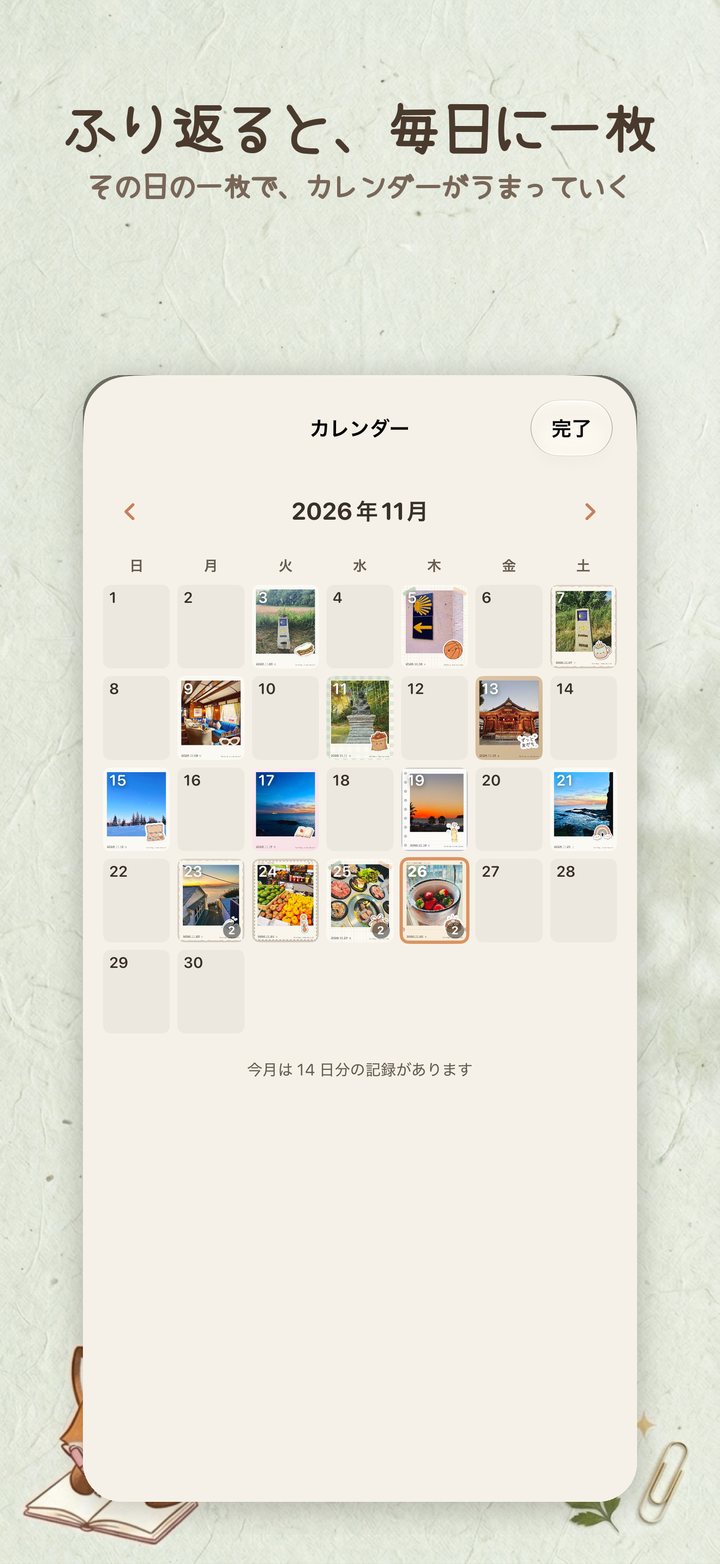 ふり返ると、毎日に一枚
その日の一枚で、カレンダーがうまっていく
カレンダー
完了
2026年11月
日 月 火 水 木 金 土
1 2 3 4 5 6 7
8 9 10 11 12 13 14
15 16 17 18 19 20 21
22 23 24 25 26 27 28
2 2 2
29 30
今月は 14 日分の記録があります